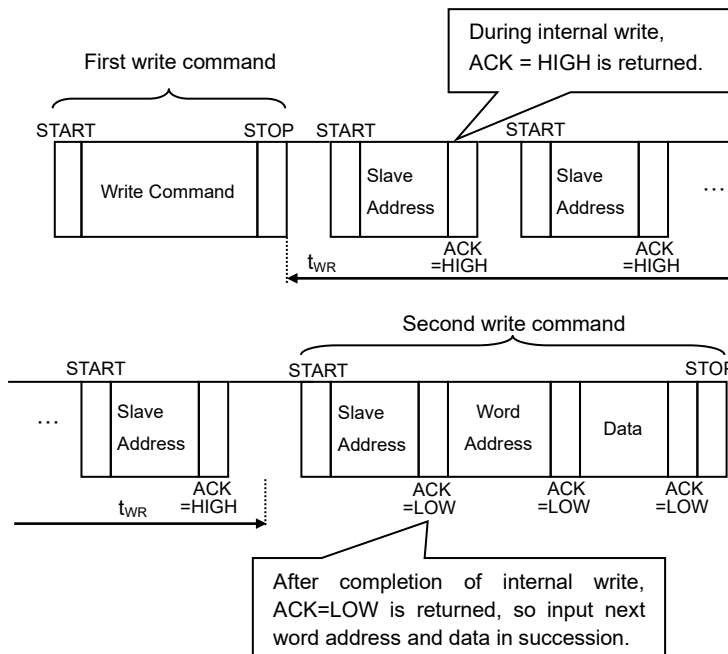 During internal write,
ACK = HIGH is returned.
First write command
START STOP START START
Write Command
Slave
Address
Slave
Address
...
ACK
=HIGH
ACK
=HIGH
tWR
Second write command
START START STOP
...
Slave
Address
Slave
Address
Word
Address
Data
ACK
=HIGH
ACK
=LOW
ACK
=LOW
ACK
=LOW
tWR
After completion of internal write,
ACK=LOW is returned, so input next
word address and data in succession.